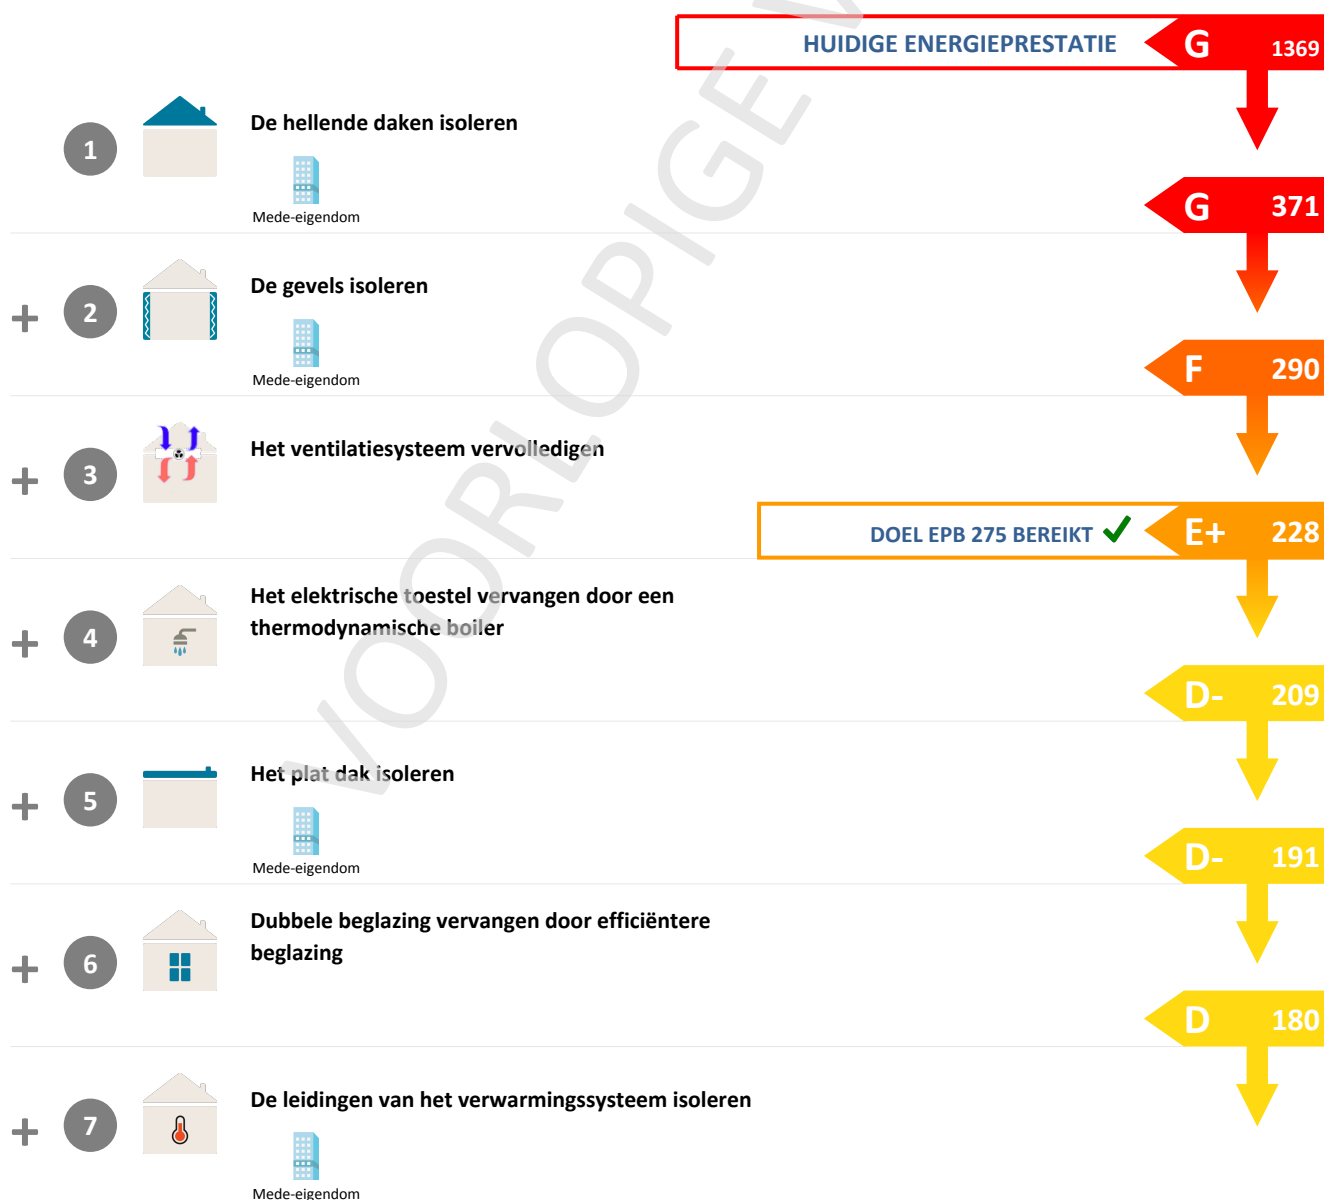 HUIDIGE ENERGIEPRESTATIE G 1369
1 De hellende daken isoleren
Mede-eigendom
G 371
+ 2 De gevels isoleren
Mede-eigendom
F 290
+ 3 Het ventilatiesysteem vervolledigen
DOEL EPB 275 BEREIKT E+ 228
+ 4 Het elektrische toestel vervangen door een
thermodynamische boiler
D- 209
+ 5 Het plat dak isoleren
Mede-eigendom
D- 191
+ 6 Dubbele beglazing vervangen door efficiëntere
beglazing
D 180
+ 7 De leidingen van het verwarmingssysteem isoleren
Mede-eigendom
VOORLOPIGE